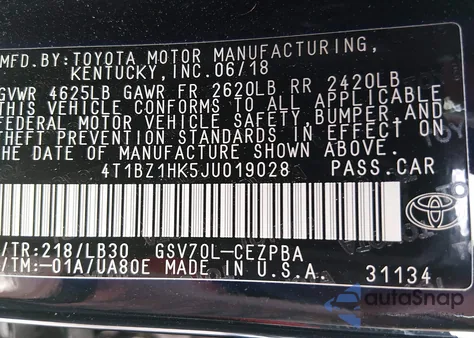 MFD.BY: TOYOTA MOTOR MANUFACTURING,
KENTUCKY, INC. 06/18
GVWR 4625LB GAWR FR 2620LB RR 2420LB
THIS VEHICLE CONFORMS TO ALL APPLICABLE
FEDERAL MOTOR VEHICLE SAFETY, BUMPER, AND
THEFT PREVENTION STANDARDS IN EFFECT ON THE
DATE OF MANUFACTURE SHOWN ABOVE.
4T1BZ1HK5JU019028 PASS.CAR
/TR:218/LB30 GSV70L-CEZPBA
/TM:-01A/UA80E MADE IN U.S.A. 31134
TOYOTA
autoSnap